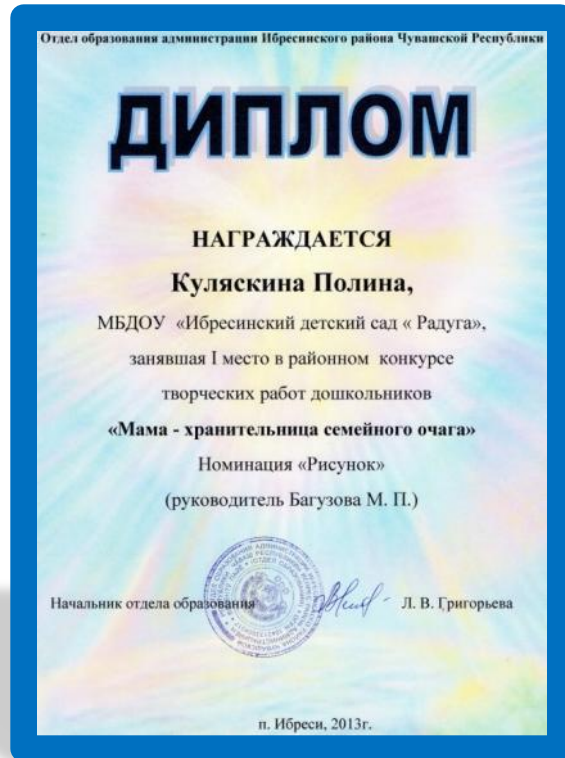 Отдел образования администрации Ибресинского района Чувашской Республики
ДИПЛОМ
НАГРАЖДАЕТСЯ
Куляскина Полина,
МБДОУ «Ибресинский детский сад « Радуга»,
занявшая I место в районном конкурсе
творческих работ дошкольников
«Мама - хранительница семейного очага»
Номинация «Рисунок»
(руководитель Багузова М. П.)
Начальник отдела образования Л. В. Григорьева
п. Ибреси, 2013г.